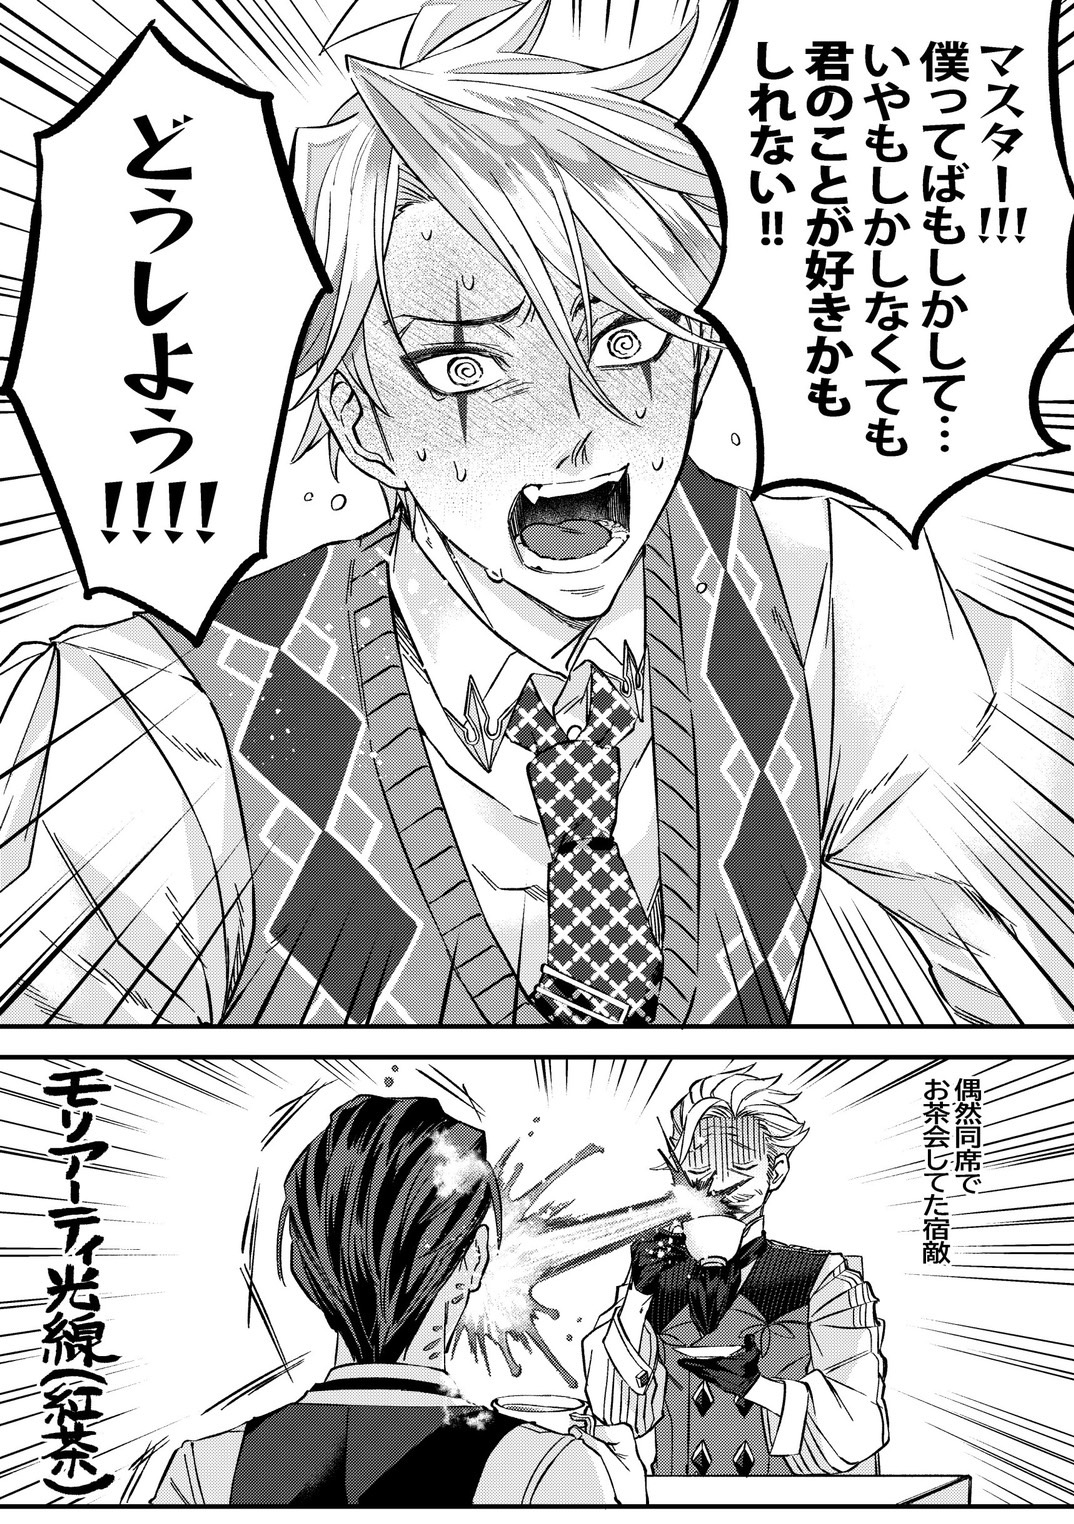 マスター!!!
僕ってばもしかして…
いやもしかしなくても
君のことが好きかも
しれない!!
どうしよう!!!!
偶然同席で
お茶会してた宿敵
モリアーティ光線(紅茶)